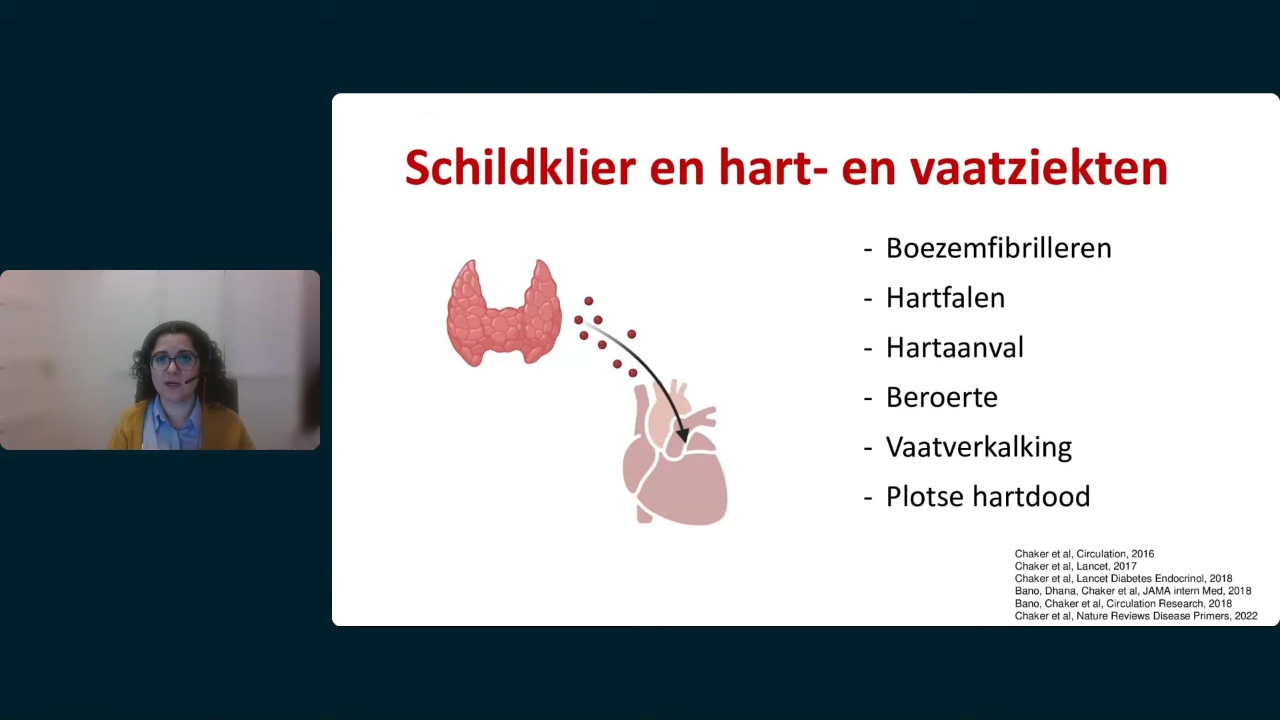 Schildklier en hart- en vaatziekten
- Boezemfibrilleren
- Hartfalen
- Hartaanval
- Beroerte
- Vaatverkalking
- Plotse hartdood
Chaker et al, Circulation, 2016
Chaker et al, Lancet, 2017
Chaker et al, Lancet Diabetes Endocrinol, 2018
Bano, Dhana, Chaker et al, JAMA intern Med, 2018
Bano, Chaker et al, Circulation Research, 2018
Chaker et al, Nature Reviews Disease Primers, 2022